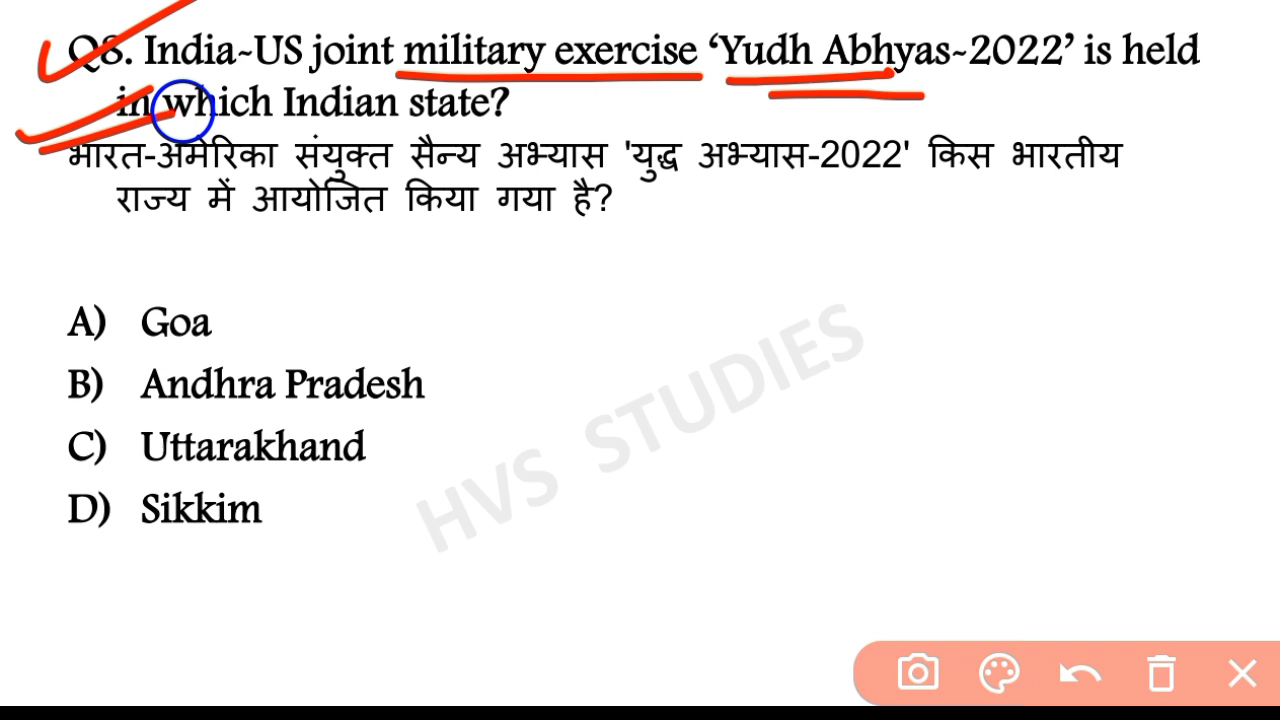 Q8. India-US joint military exercise ‘Yudh Abhyas-2022’ is held
in which Indian state?
भारत-अमेरिका संयुक्त सैन्य अभ्यास 'युद्ध अभ्यास-2022' किस भारतीय
राज्य में आयोजित किया गया है?
A) Goa
B) Andhra Pradesh
C) Uttarakhand
D) Sikkim
HVS STUDIES